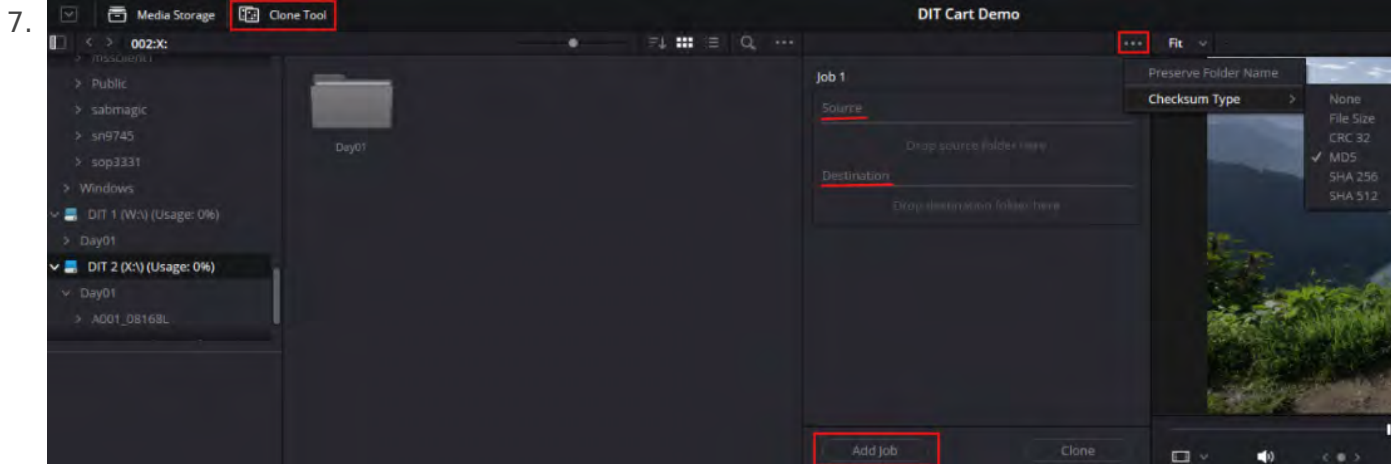 7.
Media Storage
Clone Tool
DIT Cart Demo
002:X:
Fit
Public
sabmagic
sn9745
sop3331
Windows
DIT 1 (W:\) (Usage: 0%)
Day01
DIT 2 (X:\) (Usage: 0%)
Day01
A001_08168L
Day01
Job 1
Source
Drop source folder here
Destination
Drop destination folder here
Add Job
Clone
Preserve Folder Name
Checksum Type
None
File Size
CRC 32
MD5
SHA 256
SHA 512